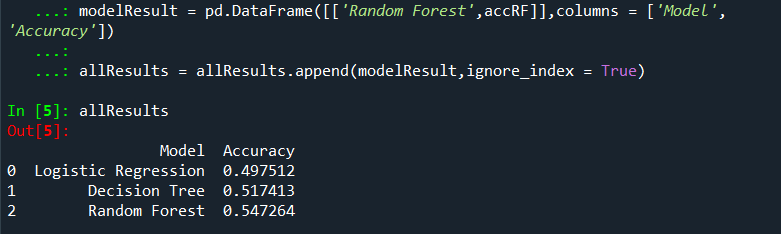 ...: modelResult = pd.DataFrame([['Random Forest',accRF]],columns = ['Model',
'Accuracy'])
...:
...: allResults = allResults.append(modelResult,ignore_index = True)
In [5]: allResults
Out[5]:
Model Accuracy
0 Logistic Regression 0.497512
1 Decision Tree 0.517413
2 Random Forest 0.547264